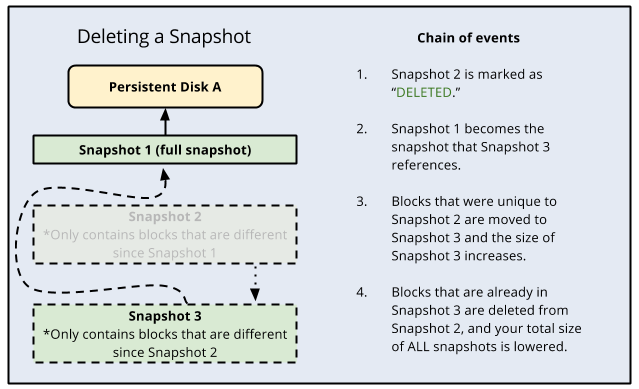 Deleting a Snapshot
Persistent Disk A
Snapshot 1 (full snapshot)
Snapshot 2
*Only contains blocks that are different
since Snapshot 1
Snapshot 3
*Only contains blocks that are different
since Snapshot 2
Chain of events
1. Snapshot 2 is marked as
“DELETED.”
2. Snapshot 1 becomes the
snapshot that Snapshot 3
references.
3. Blocks that were unique to
Snapshot 2 are moved to
Snapshot 3 and the size of
Snapshot 3 increases.
4. Blocks that are already in
Snapshot 3 are deleted from
Snapshot 2, and your total size
of ALL snapshots is lowered.